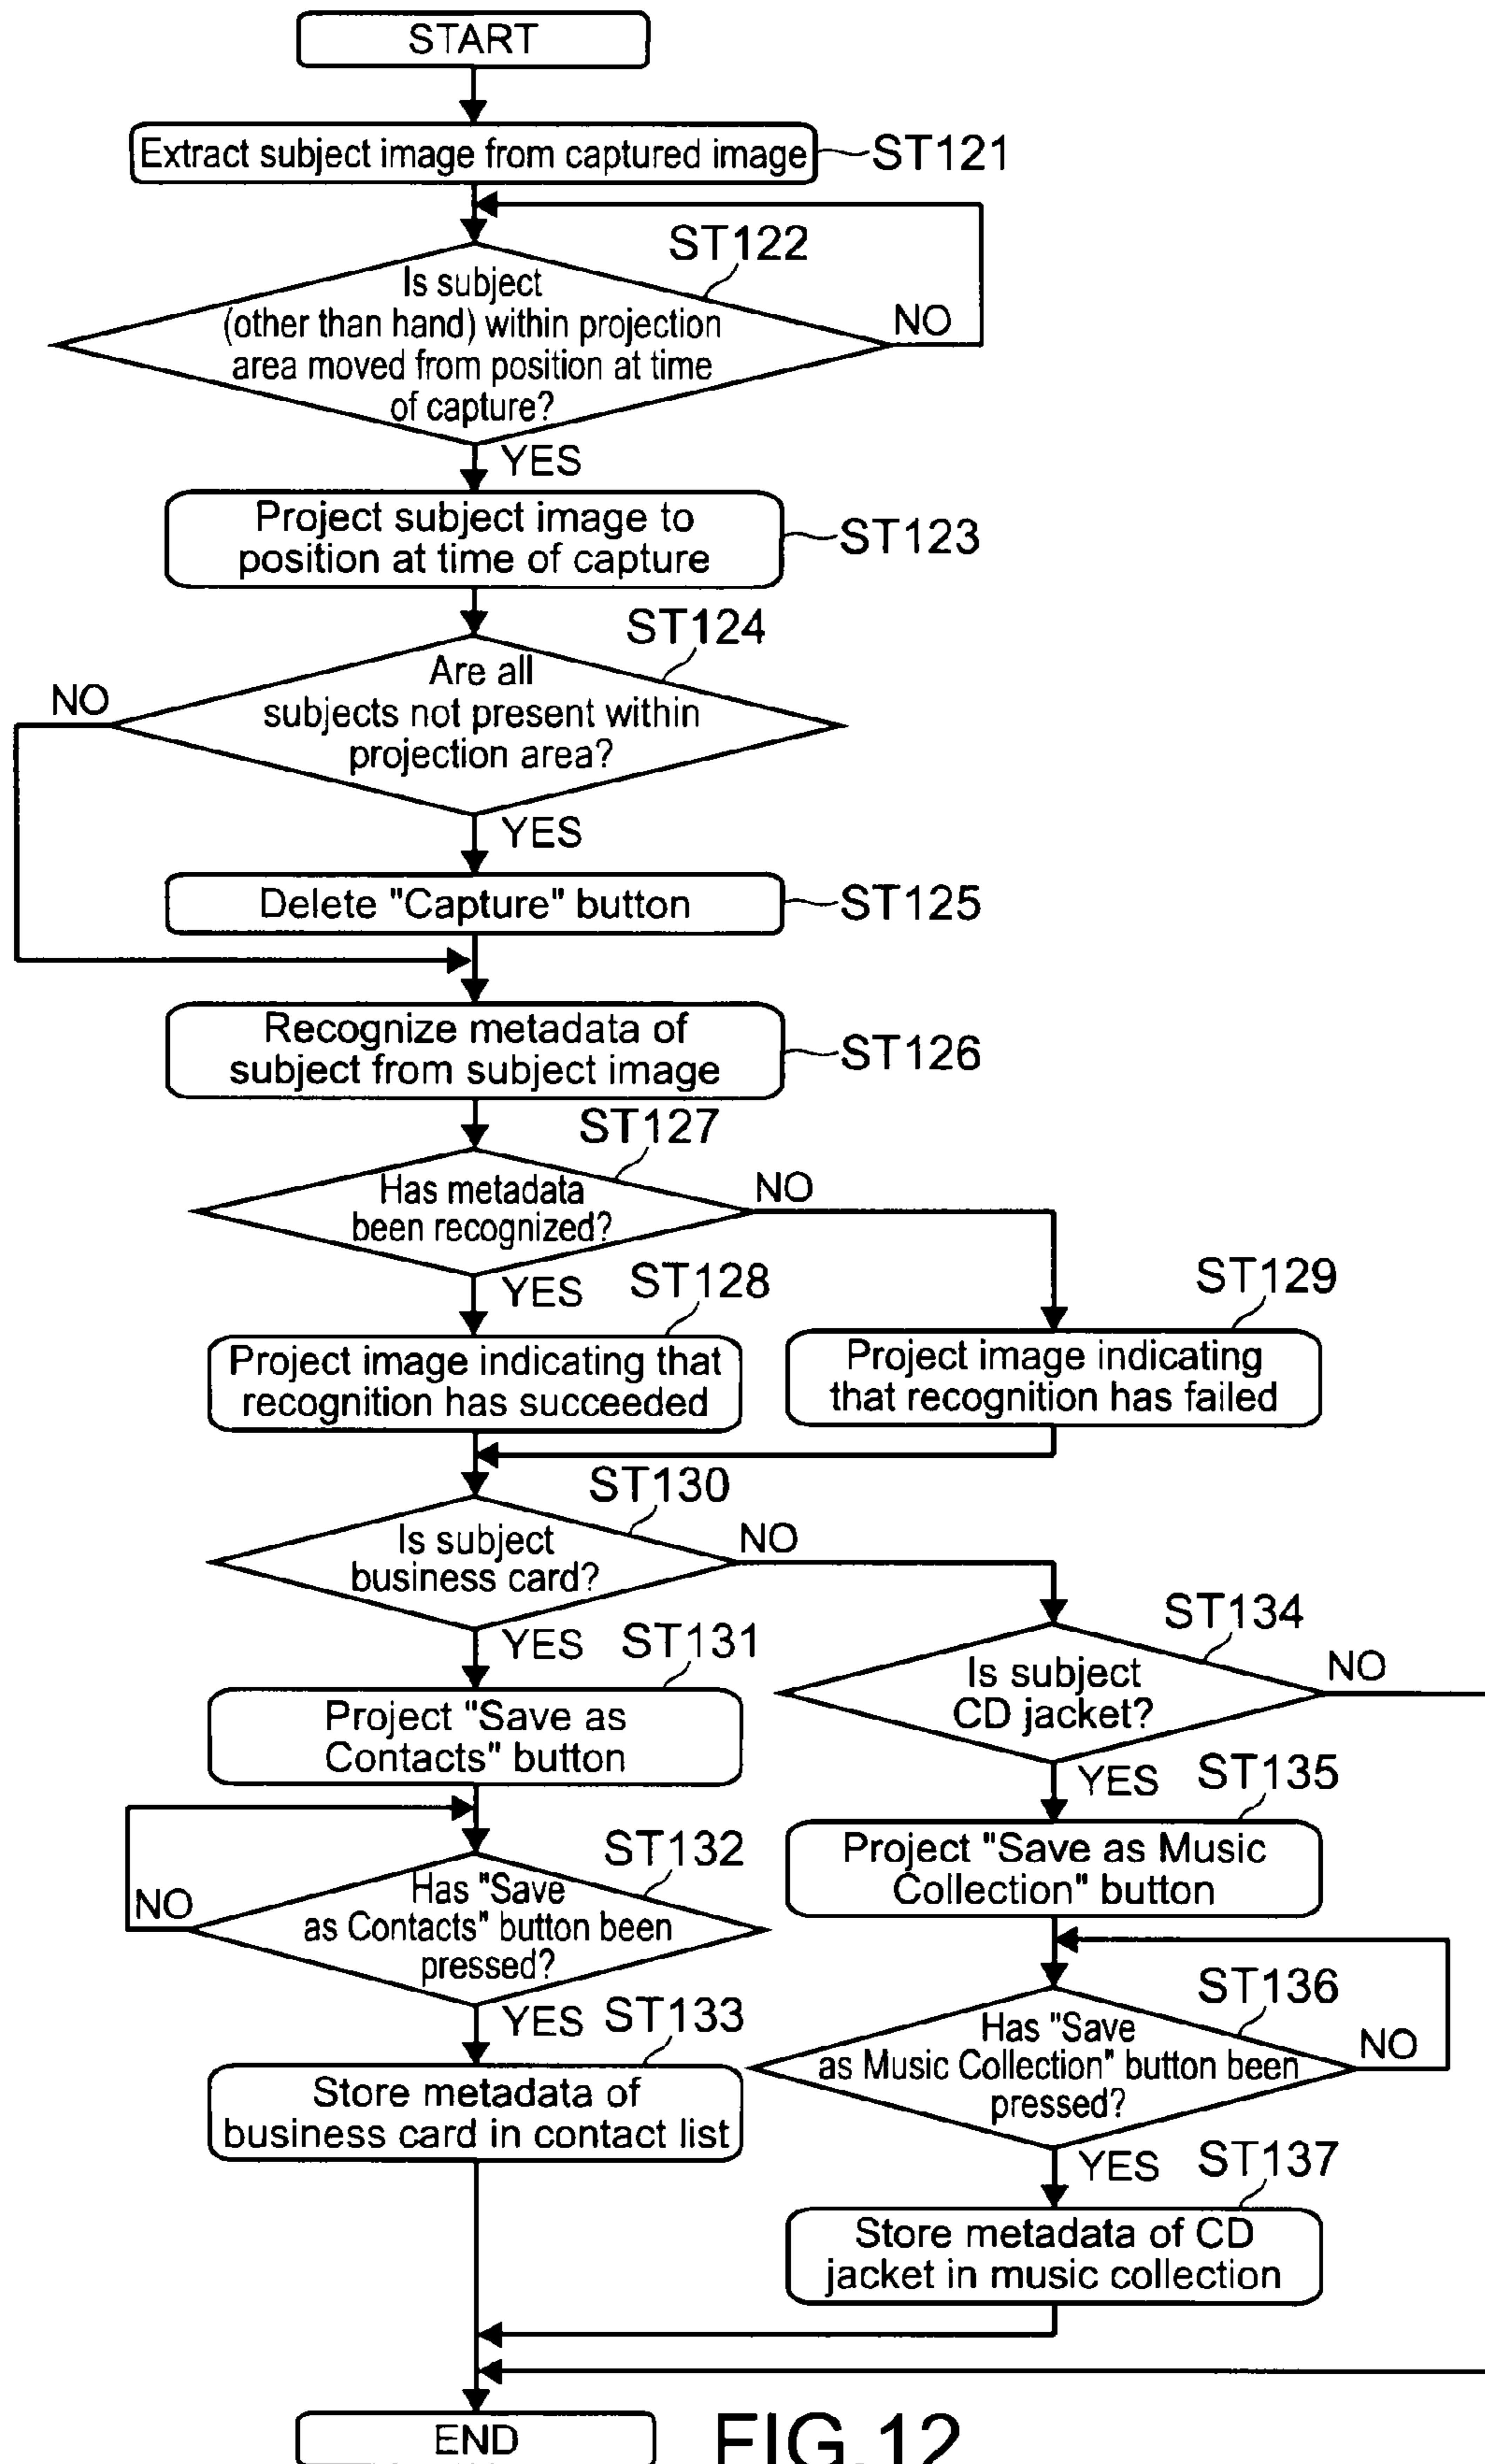 START
Extract subject image from captured image
ST121
ST122
Is subject
(other than hand) within projection
area moved from position at time
of capture?
NO
YES
Project subject image to
position at time of capture
ST123
ST124
Are all
subjects not present within
projection area?
NO
YES
Delete "Capture" button
ST125
Recognize metadata of
subject from subject image
ST126
ST127
Has metadata
been recognized?
NO
YES
ST128
ST129
Project image indicating that
recognition has succeeded
Project image indicating
that recognition has failed
ST130
Is subject
business card?
NO
YES
ST131
Project "Save as
Contacts" button
ST134
Is subject
CD jacket?
NO
YES
ST135
Project "Save as Music
Collection" button
ST132
Has "Save
as Contacts" button been
pressed?
NO
YES
ST133
Store metadata of
business card in contact list
ST136
Has "Save
as Music Collection" button been
pressed?
NO
YES
ST137
Store metadata of CD
jacket in music collection
END
FIG.12